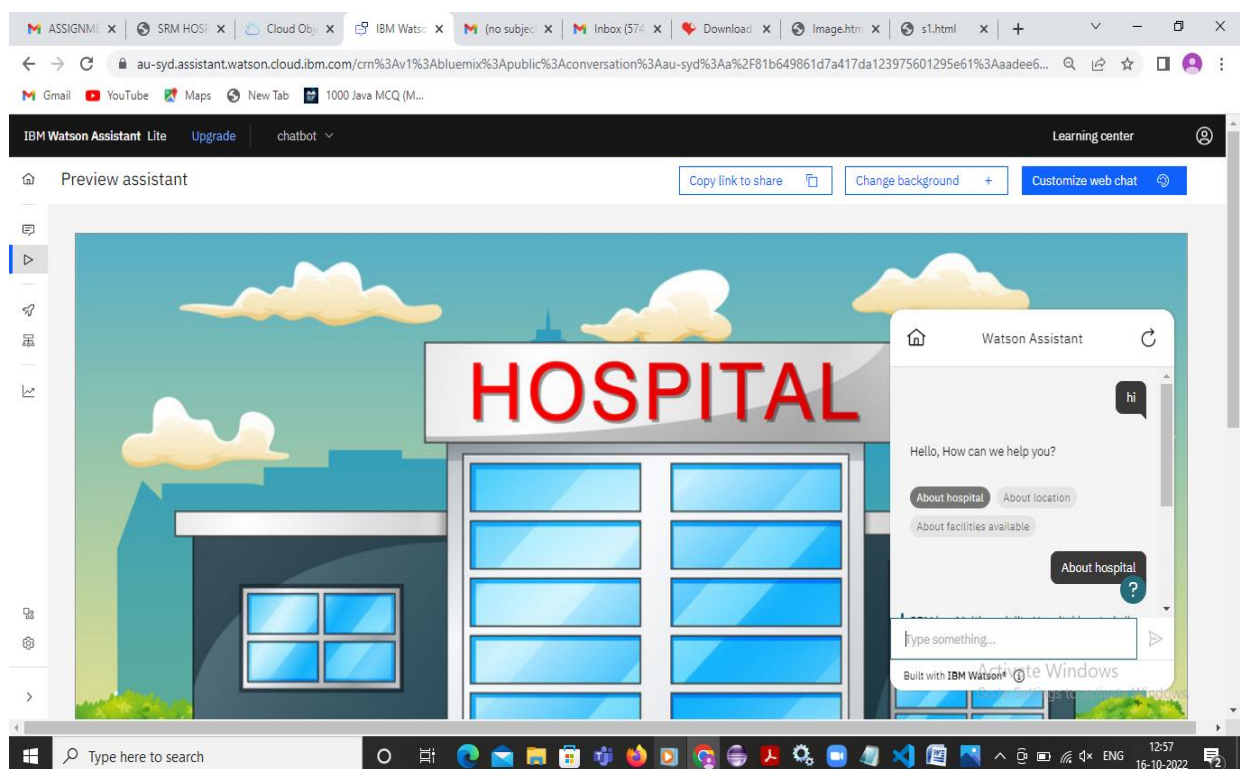 ASSIGNME
SRM HOSP
Cloud Obj
IBM Wats
(no subjec
Inbox (574
Download
Image.htm
s1.html
au-syd.assistant.watson.cloud.ibm.com/crn%3Av1%3Abluemix%3Apublic%3Aconversation%3Aau-syd%3Aa%2F81b649861d7a417da123975601295e61%3Aaadee6...
Gmail YouTube Maps New Tab 1000 Java MCQ (M...
IBM Watson Assistant Lite Upgrade chatbot Learning center
Preview assistant Copy link to share Change background + Customize web chat
HOSPITAL
Watson Assistant
hi
Hello, How can we help you?
About hospital About location
About facilities available
About hospital
?
Type something...
Built with IBM Watson®
Activate Windows
Type here to search
ENG
12:57
16-10-2022
2